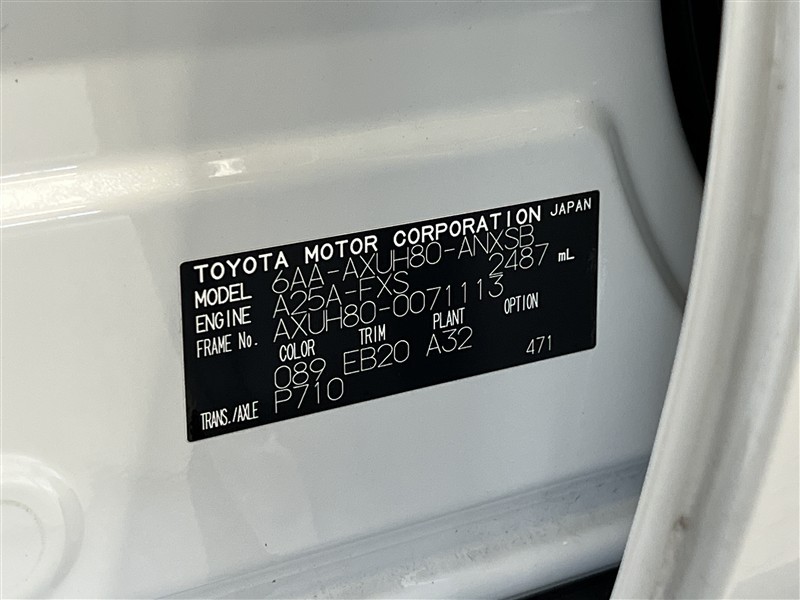 TOYOTA MOTOR CORPORATION JAPAN
MODEL 6AA-AXUH80-ANXSB
ENGINE A25A-FXS 2487 mL
FRAME No. AXUH80-0071113
COLOR TRIM PLANT OPTION
089 EB20 A32 471
TRANS./AXLE P710